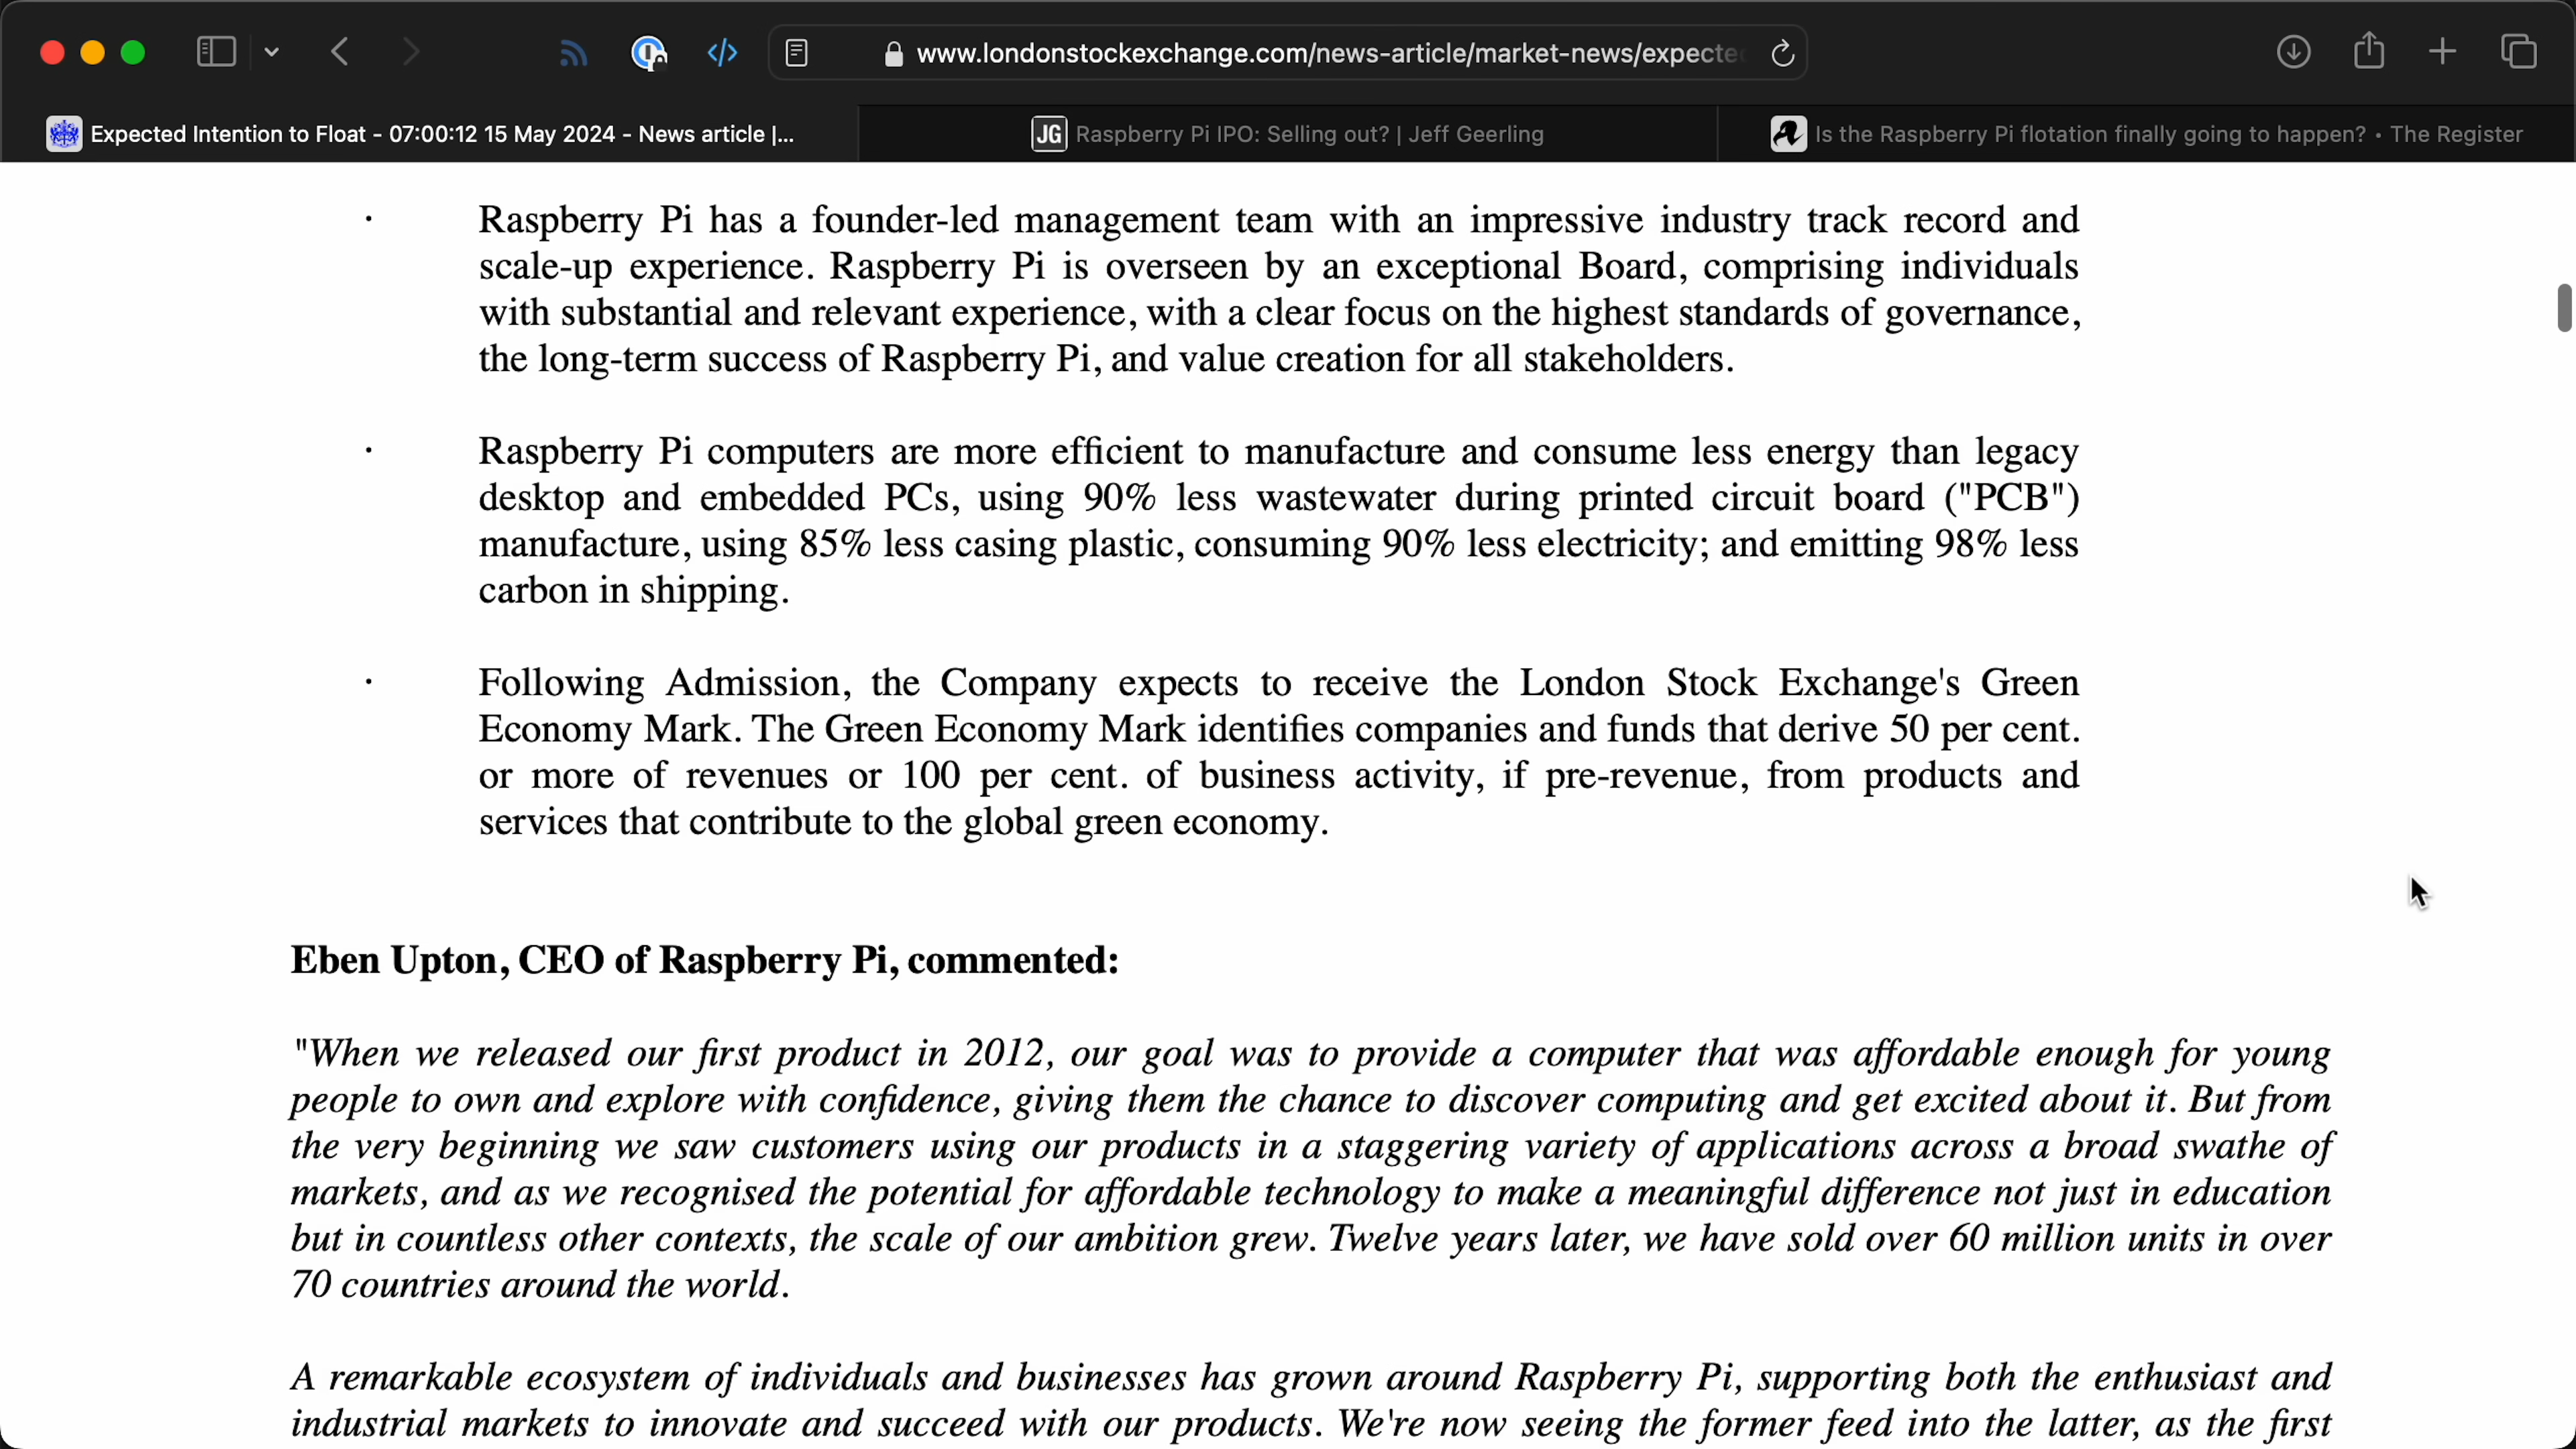 www.londonstockexchange.com/news-article/market-news/expecte
Expected Intention to Float - 07:00:12 15 May 2024 - News article |...
JG Raspberry Pi IPO: Selling out? | Jeff Geerling
Is the Raspberry Pi flotation finally going to happen? • The Register
· Raspberry Pi has a founder-led management team with an impressive industry track record and
scale-up experience. Raspberry Pi is overseen by an exceptional Board, comprising individuals
with substantial and relevant experience, with a clear focus on the highest standards of governance,
the long-term success of Raspberry Pi, and value creation for all stakeholders.
· Raspberry Pi computers are more efficient to manufacture and consume less energy than legacy
desktop and embedded PCs, using 90% less wastewater during printed circuit board ("PCB")
manufacture, using 85% less casing plastic, consuming 90% less electricity; and emitting 98% less
carbon in shipping.
· Following Admission, the Company expects to receive the London Stock Exchange's Green
Economy Mark. The Green Economy Mark identifies companies and funds that derive 50 per cent.
or more of revenues or 100 per cent. of business activity, if pre-revenue, from products and
services that contribute to the global green economy.
Eben Upton, CEO of Raspberry Pi, commented:
"When we released our first product in 2012, our goal was to provide a computer that was affordable enough for young
people to own and explore with confidence, giving them the chance to discover computing and get excited about it. But from
the very beginning we saw customers using our products in a staggering variety of applications across a broad swathe of
markets, and as we recognised the potential for affordable technology to make a meaningful difference not just in education
but in countless other contexts, the scale of our ambition grew. Twelve years later, we have sold over 60 million units in over
70 countries around the world.
A remarkable ecosystem of individuals and businesses has grown around Raspberry Pi, supporting both the enthusiast and
industrial markets to innovate and succeed with our products. We're now seeing the former feed into the latter, as the first